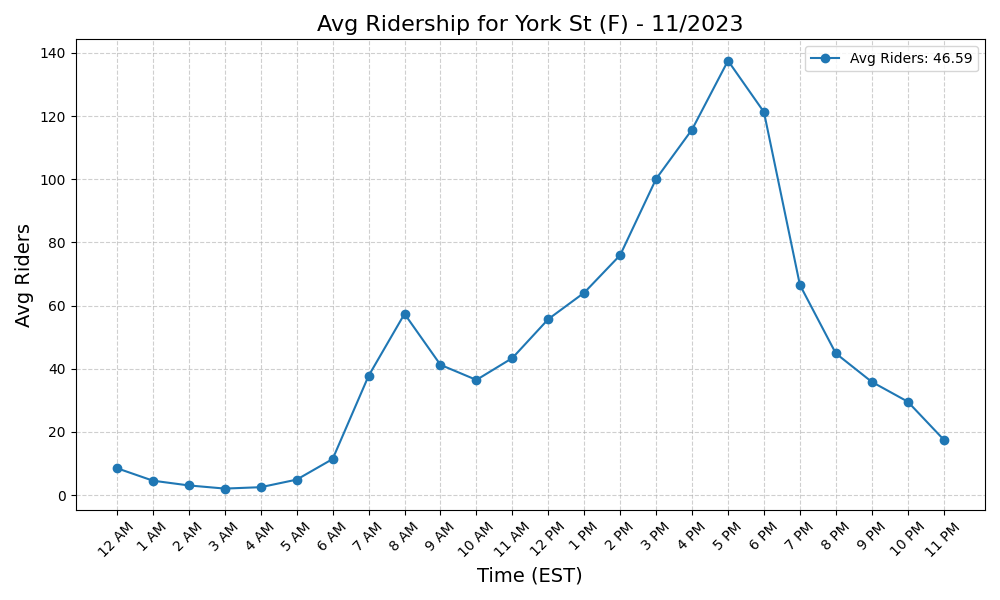 Avg Ridership for York St (F) - 11/2023
Avg Riders: 46.59
Avg Riders
140
120
100
80
60
40
20
0
12 AM
1 AM
2 AM
3 AM
4 AM
5 AM
6 AM
7 AM
8 AM
9 AM
10 AM
11 AM
12 PM
1 PM
2 PM
3 PM
4 PM
5 PM
6 PM
7 PM
8 PM
9 PM
10 PM
11 PM
Time (EST)